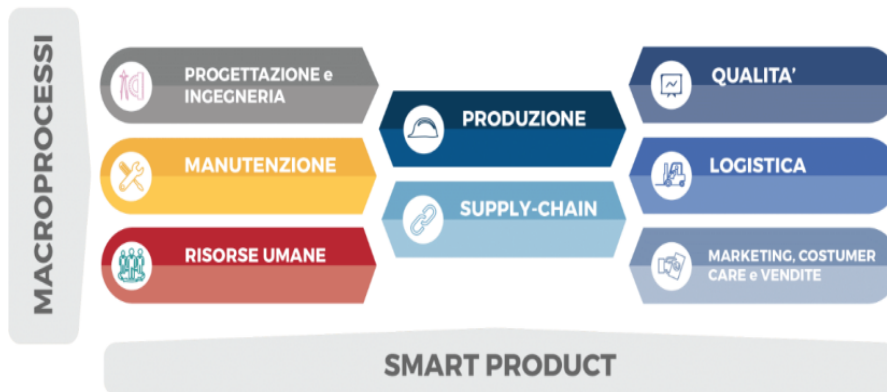 MACROPROCESSI
PROGETTAZIONE e
INGEGNERIA
MANUTENZIONE
RISORSE UMANE
PRODUZIONE
SUPPLY-CHAIN
QUALITA'
LOGISTICA
MARKETING, COSTUMER
CARE e VENDITE
SMART PRODUCT